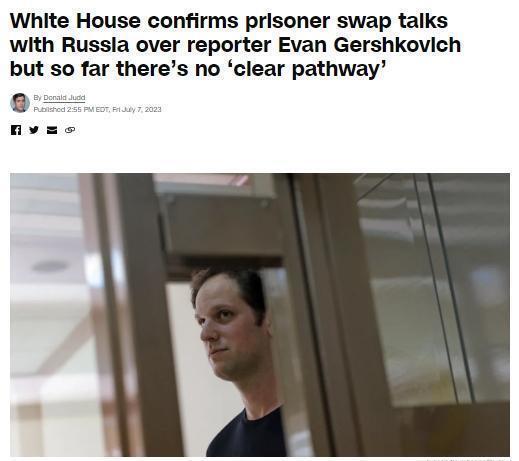 White House confirms prisoner swap talks
with Russia over reporter Evan Gershkovich
but so far there's no ‘clear pathway’
By Donald Judd
Published 2:55 PM EDT, Fri July 7, 2023